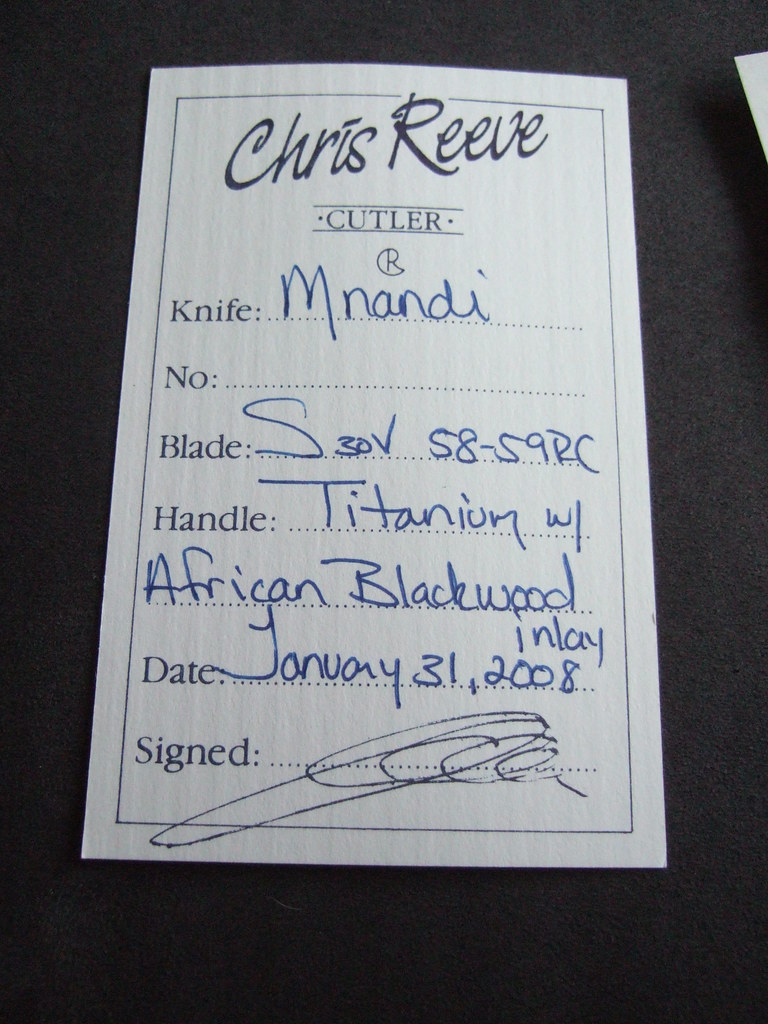 Chris Reeve
·CUTLER·
®
Knife: Mnandi
No:
Blade: S30V 58-59RC
Handle: Titanium w/
African Blackwood
inlay
Date: January 31, 2008
Signed: